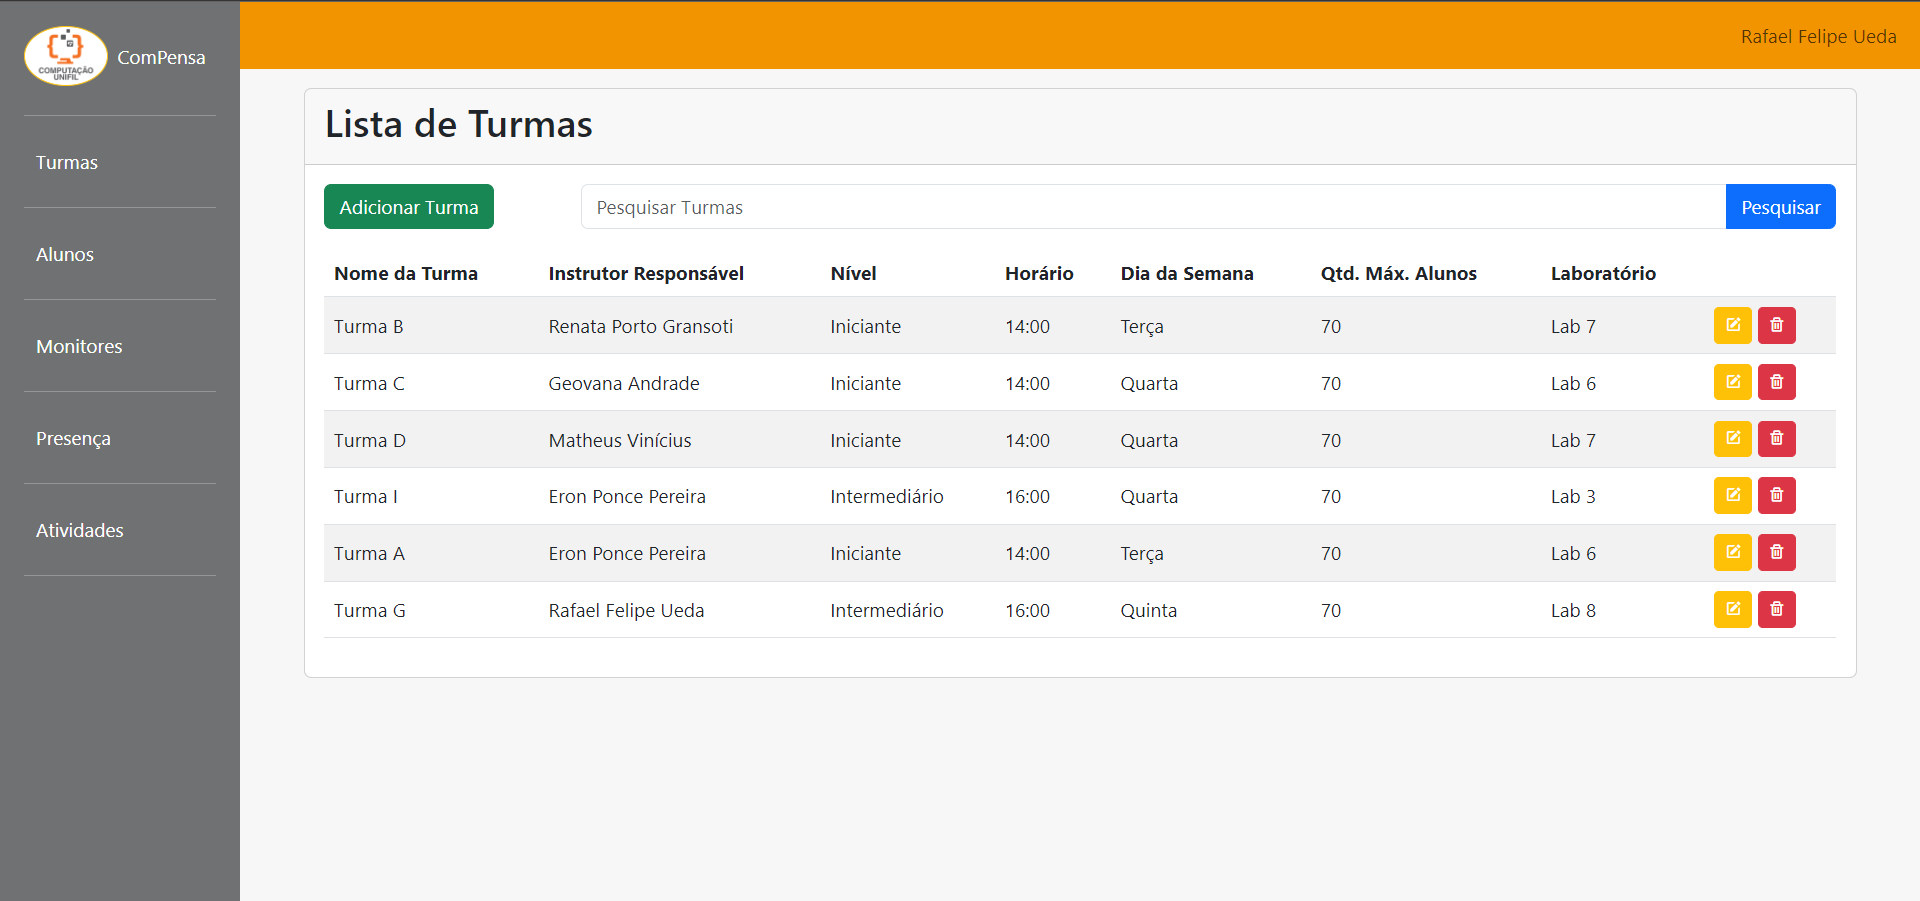 COMPUTAÇÃO
UNIFIL
ComPensa
Rafael Felipe Ueda
Turmas
Alunos
Monitores
Presença
Atividades
Lista de Turmas
Adicionar Turma
Pesquisar Turmas
Pesquisar
Nome da Turma Instrutor Responsável Nível Horário Dia da Semana Qtd. Máx. Alunos Laboratório
Turma B Renata Porto Gransoti Iniciante 14:00 Terça 70 Lab 7
Turma C Geovana Andrade Iniciante 14:00 Quarta 70 Lab 6
Turma D Matheus Vinícius Iniciante 14:00 Quarta 70 Lab 7
Turma I Eron Ponce Pereira Intermediário 16:00 Quarta 70 Lab 3
Turma A Eron Ponce Pereira Iniciante 14:00 Terça 70 Lab 6
Turma G Rafael Felipe Ueda Intermediário 16:00 Quinta 70 Lab 8